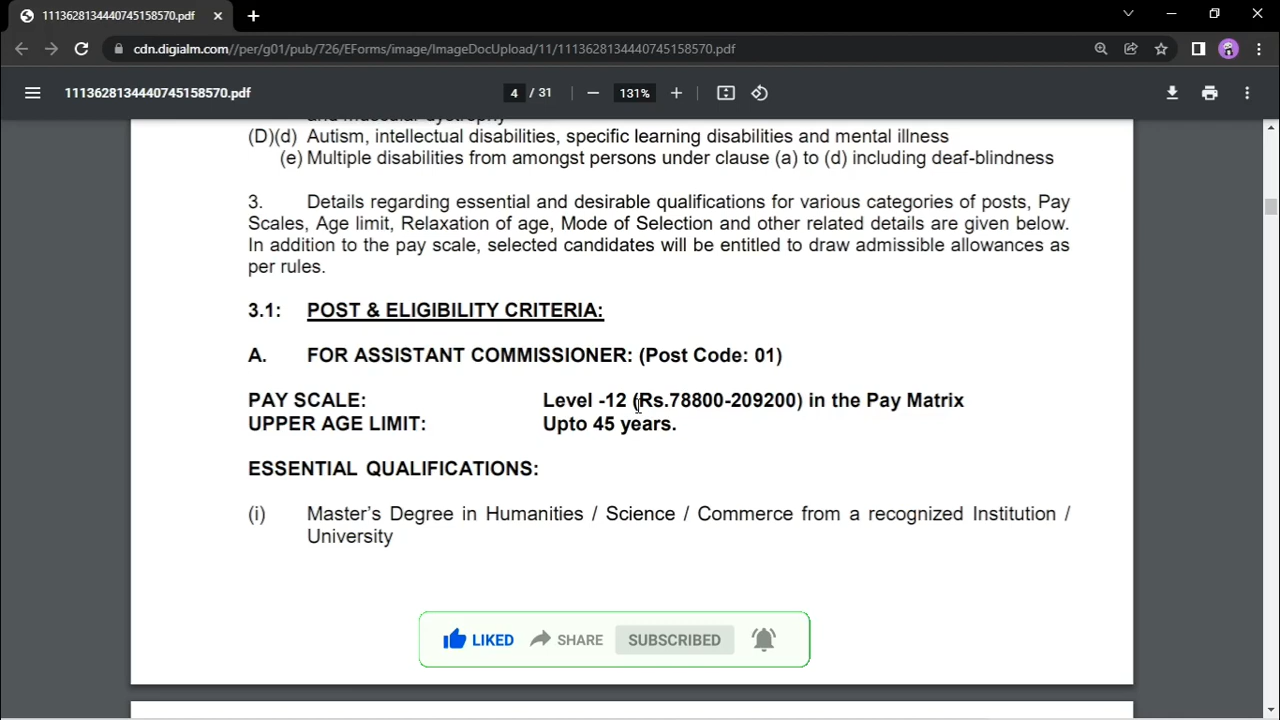 1113628134440745158570.pdf
cdn.digialm.com//per/g01/pub/726/EForms/image/ImageDocUpload/11/1113628134440745158570.pdf
1113628134440745158570.pdf
4 / 31
131%
and muscular dystrophy
(D)(d) Autism, intellectual disabilities, specific learning disabilities and mental illness
(e) Multiple disabilities from amongst persons under clause (a) to (d) including deaf-blindness
3. Details regarding essential and desirable qualifications for various categories of posts, Pay
Scales, Age limit, Relaxation of age, Mode of Selection and other related details are given below.
In addition to the pay scale, selected candidates will be entitled to draw admissible allowances as
per rules.
3.1: POST & ELIGIBILITY CRITERIA:
A. FOR ASSISTANT COMMISSIONER: (Post Code: 01)
PAY SCALE: Level -12 (Rs.78800-209200) in the Pay Matrix
UPPER AGE LIMIT: Upto 45 years.
ESSENTIAL QUALIFICATIONS:
(i) Master's Degree in Humanities / Science / Commerce from a recognized Institution /
University
LIKED SHARE SUBSCRIBED